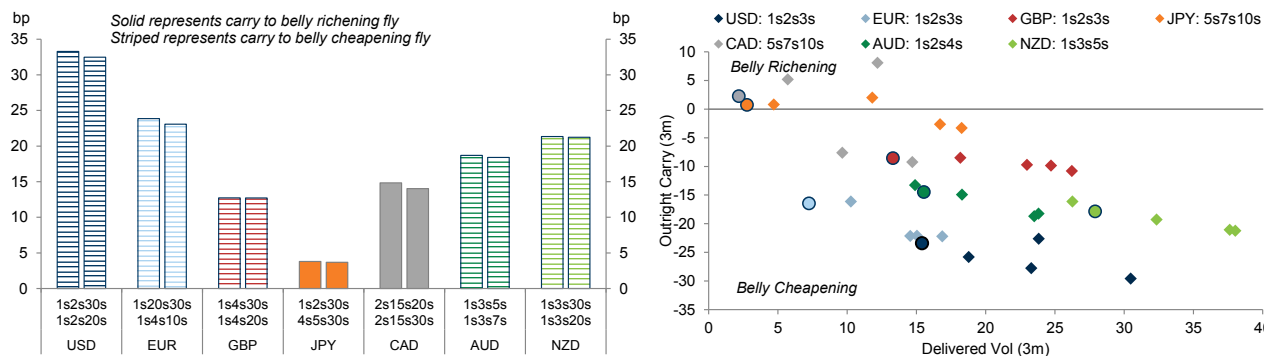 bp
Solid represents carry to belly richening fly
Striped represents carry to belly cheapening fly
bp
35
30
25
20
15
10
5
0
35
30
25
20
15
10
5
0
1s2s30s 1s20s30s 1s4s30s 1s2s30s 2s15s20s 1s3s5s 1s3s30s
1s2s20s 1s4s10s 1s4s20s 4s5s30s 2s15s30s 1s3s7s 1s3s20s
USD EUR GBP JPY CAD AUD NZD
USD: 1s2s3s EUR: 1s2s3s GBP: 1s2s3s JPY: 5s7s10s
CAD: 5s7s10s AUD: 1s2s4s NZD: 1s3s5s
Outright Carry (3m)
10
5
0
-5
-10
-15
-20
-25
-30
-35
Belly Richening
Belly Cheapening
0 5 10 15 20 25 30 35 40
Delivered Vol (3m)